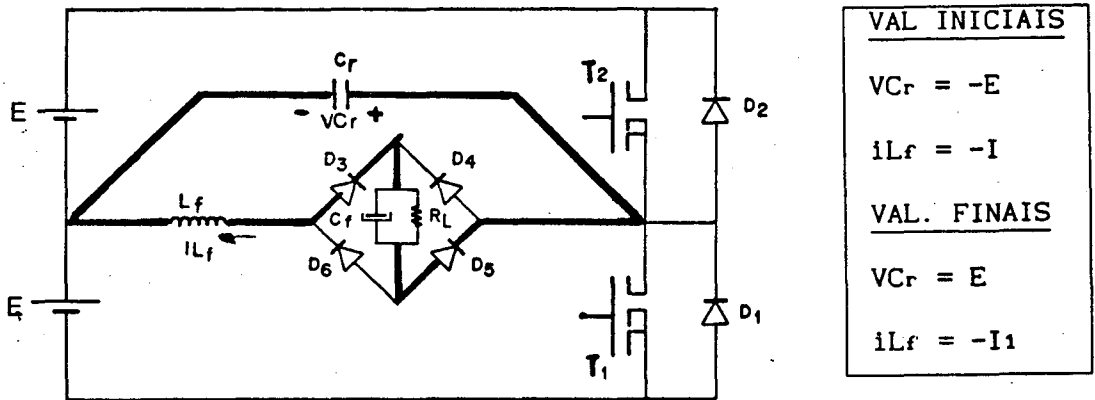 VAL INICIAIS
VCr = -E
iLf = -I
VAL. FINAIS
VCr = E
iLf = -I1
Cr
- VCr +
T2
E
D2
D3
D4
Lf
Cf
RL
iLf
D6
D5
E
D1
T1